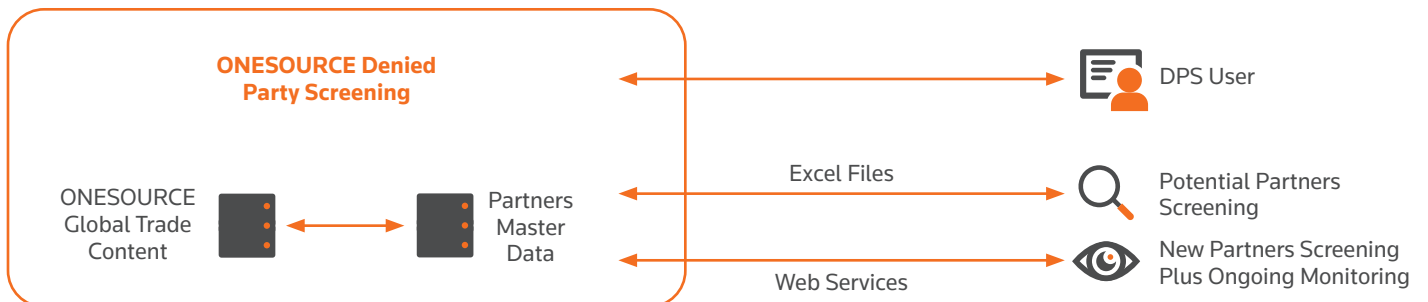 ONESOURCE Denied
Party Screening
DPS User
Excel Files
ONESOURCE
Global Trade
Content
Partners
Master
Data
Potential Partners
Screening
Web Services
New Partners Screening
Plus Ongoing Monitoring